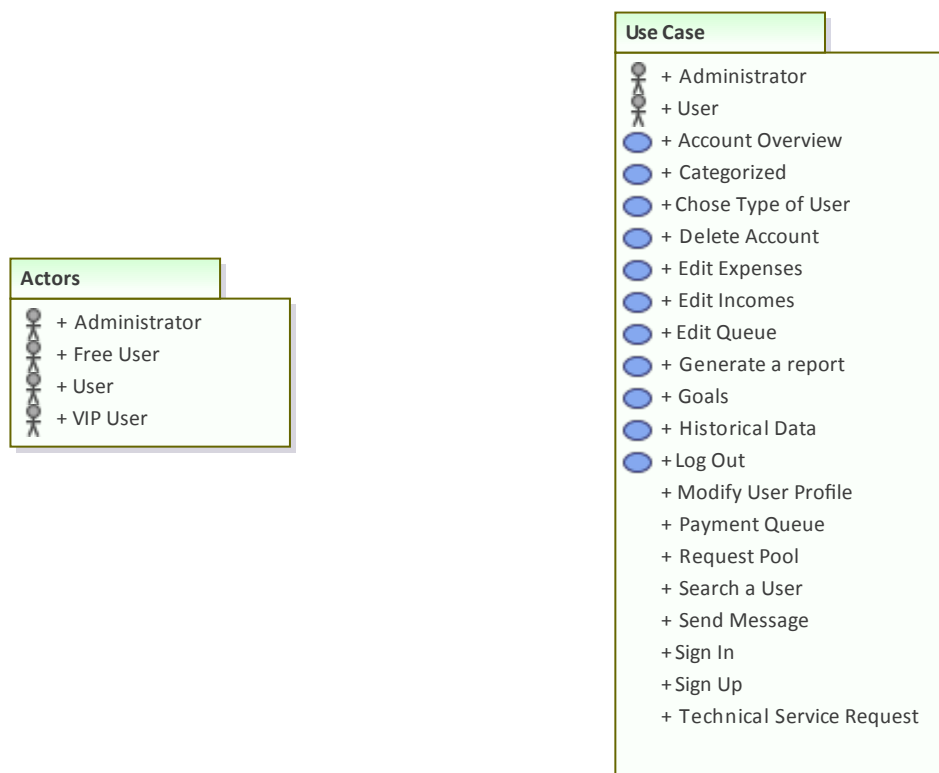 Actors
+ Administrator
+ Free User
+ User
+ VIP User
Use Case
+ Administrator
+ User
+ Account Overview
+ Categorized
+ Chose Type of User
+ Delete Account
+ Edit Expenses
+ Edit Incomes
+ Edit Queue
+ Generate a report
+ Goals
+ Historical Data
+ Log Out
+ Modify User Profile
+ Payment Queue
+ Request Pool
+ Search a User
+ Send Message
+ Sign In
+ Sign Up
+ Technical Service Request